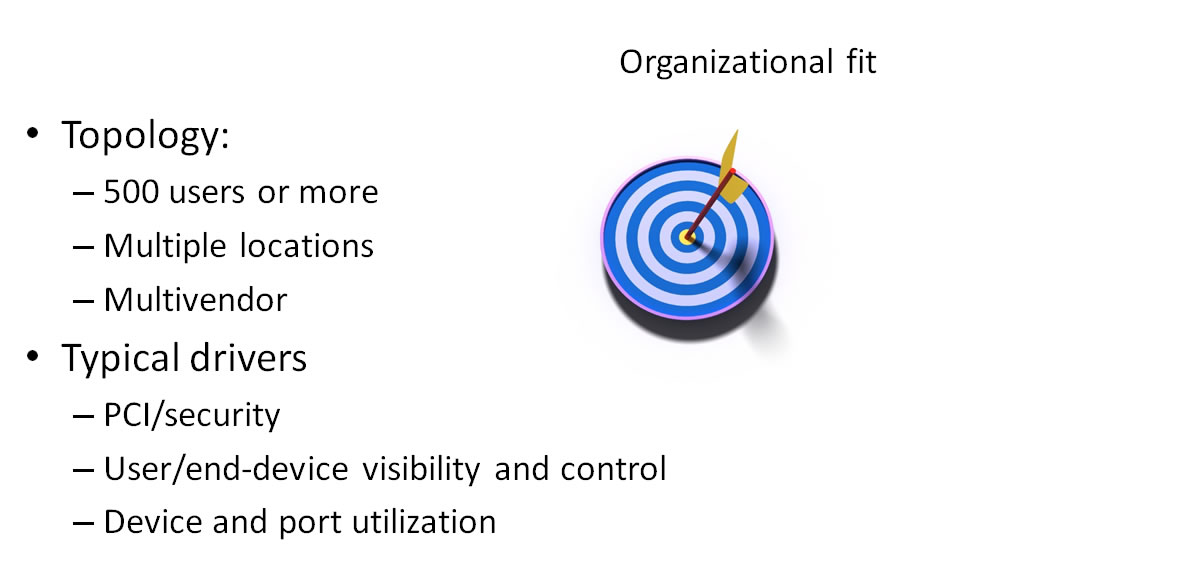 Organizational fit
• Topology:
– 500 users or more
– Multiple locations
– Multivendor
• Typical drivers
– PCI/security
– User/end-device visibility and control
– Device and port utilization